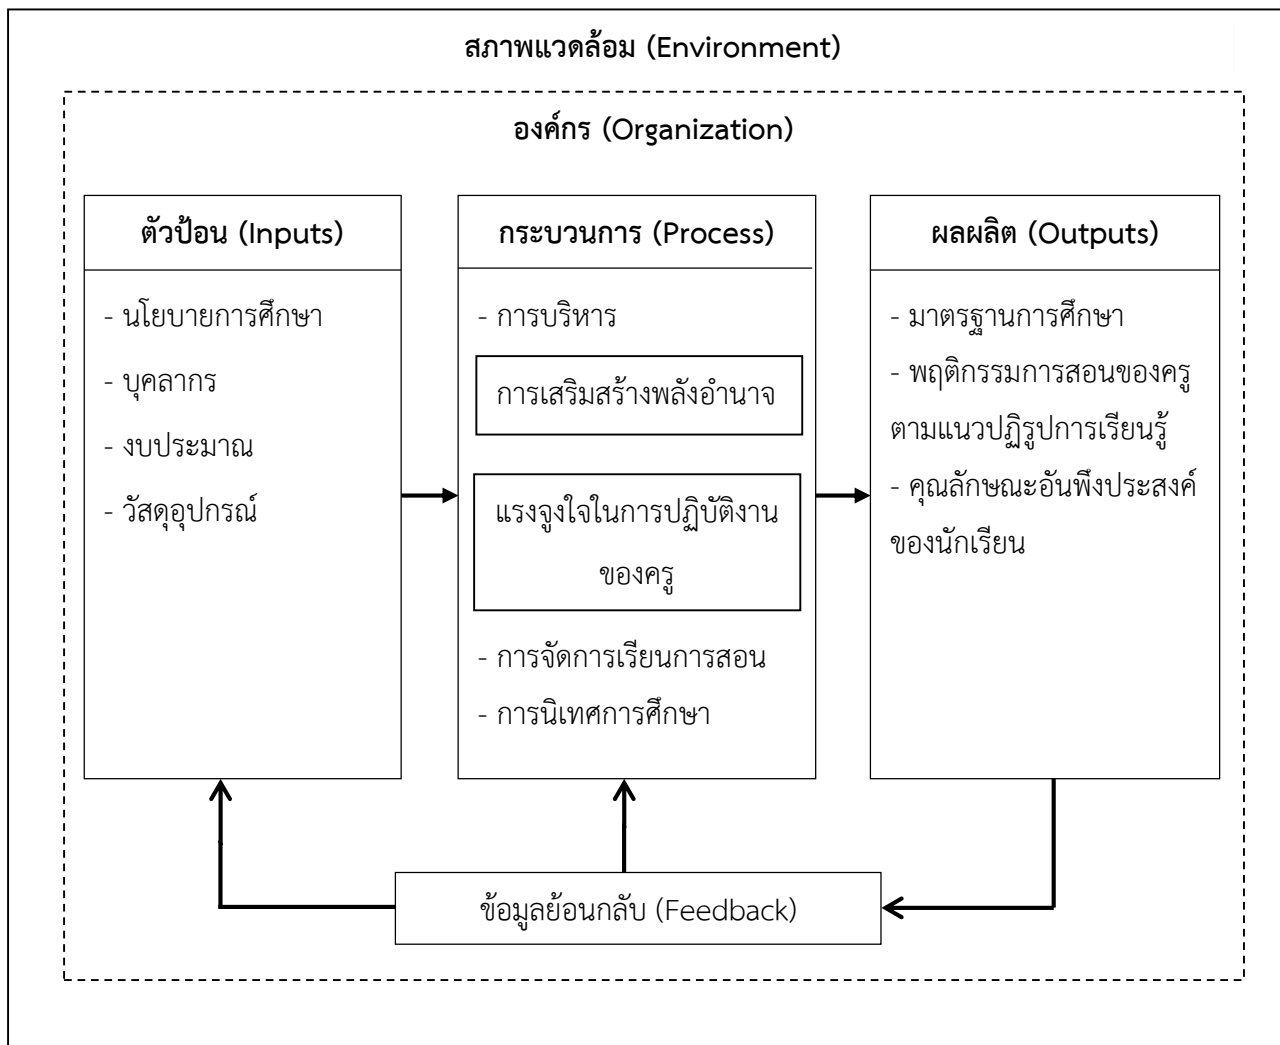 สภาพแวดล้อม (Environment)
องค์กร (Organization)
ตัวป้อน (Inputs)
- นโยบายการศึกษา
- บุคลากร
- งบประมาณ
- วัสดุอุปกรณ์
กระบวนการ (Process)
- การบริหาร
การเสริมสร้างพลังอำนาจ
แรงจูงใจในการปฏิบัติงาน
ของครู
- การจัดการเรียนการสอน
- การนิเทศการศึกษา
ผลผลิต (Outputs)
- มาตรฐานการศึกษา
- พฤติกรรมการสอนของครู
ตามแนวปฏิรูปการเรียนรู้
- คุณลักษณะอันพึงประสงค์
ของนักเรียน
ข้อมูลย้อนกลับ (Feedback)